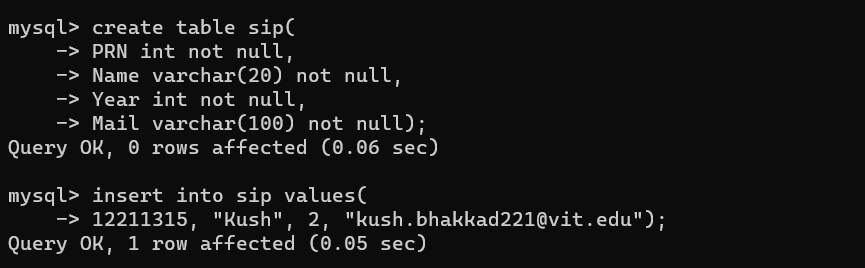 mysql> create table sip(
    -> PRN int not null,
    -> Name varchar(20) not null,
    -> Year int not null,
    -> Mail varchar(100) not null);
Query OK, 0 rows affected (0.06 sec)

mysql> insert into sip values(
    -> 12211315, "Kush", 2, "kush.bhakkad221@vit.edu");
Query OK, 1 row affected (0.05 sec)